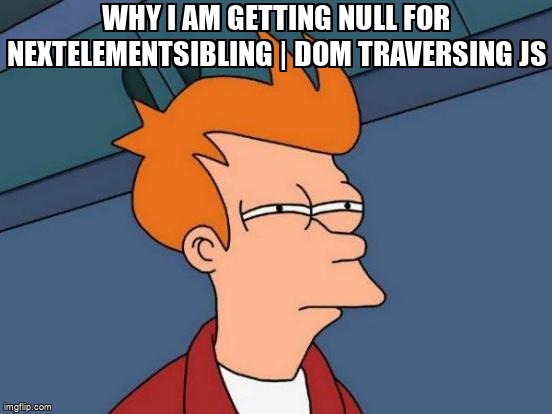 WHY I AM GETTING NULL FOR
NEXTELEMENTSIBLING | DOM TRAVERSING JS
imgflip.com